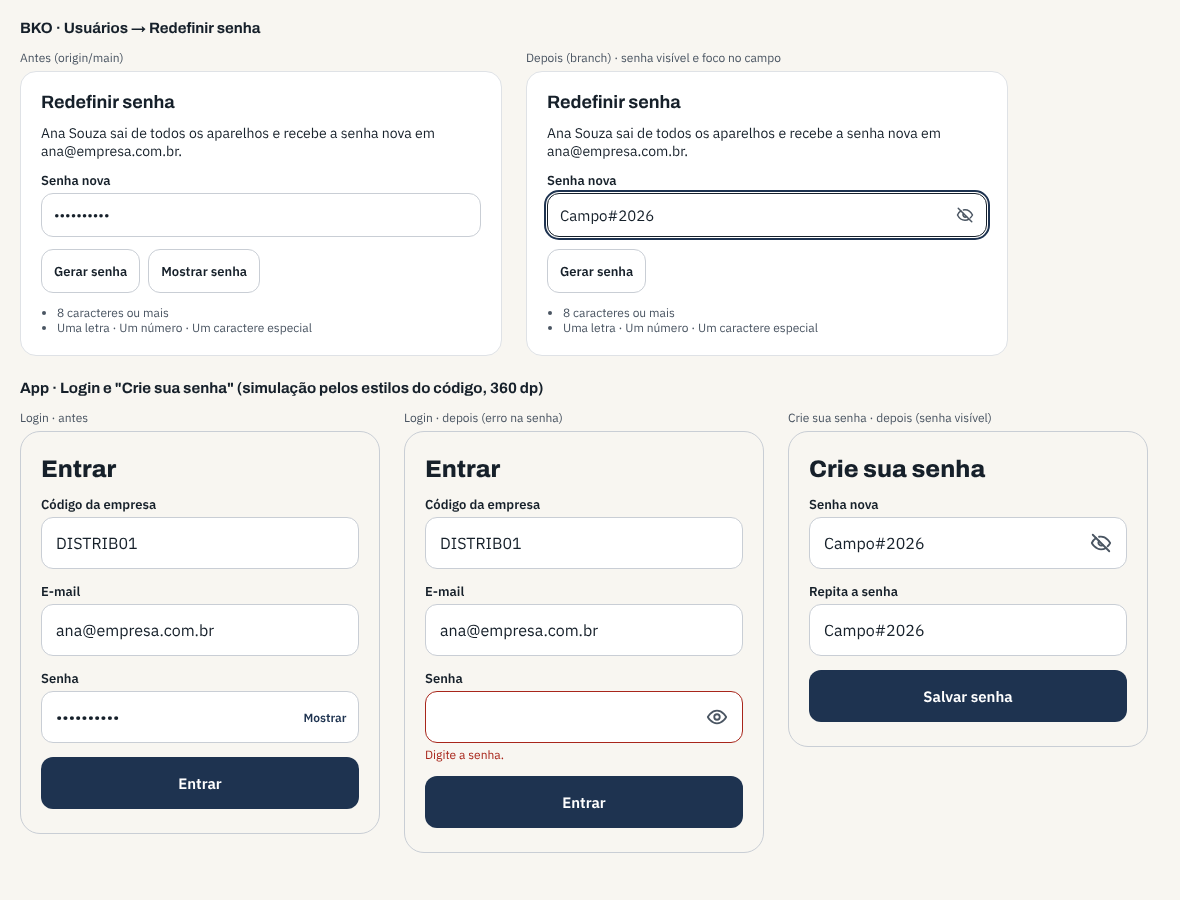 BKO · Usuários → Redefinir senha
Antes (origin/main)
Redefinir senha
Ana Souza sai de todos os aparelhos e recebe a senha nova em
ana@empresa.com.br.
Senha nova
••••••••••
Gerar senha
Mostrar senha
• 8 caracteres ou mais
• Uma letra · Um número · Um caractere especial
Depois (branch) · senha visível e foco no campo
Redefinir senha
Ana Souza sai de todos os aparelhos e recebe a senha nova em
ana@empresa.com.br.
Senha nova
Campo#2026
Gerar senha
• 8 caracteres ou mais
• Uma letra · Um número · Um caractere especial
App · Login e "Crie sua senha" (simulação pelos estilos do código, 360 dp)
Login · antes
Entrar
Código da empresa
DISTRIB01
E-mail
ana@empresa.com.br
Senha
•••••••••• Mostrar
Entrar
Login · depois (erro na senha)
Entrar
Código da empresa
DISTRIB01
E-mail
ana@empresa.com.br
Senha
Digite a senha.
Entrar
Crie sua senha · depois (senha visível)
Crie sua senha
Senha nova
Campo#2026
Repita a senha
Campo#2026
Salvar senha